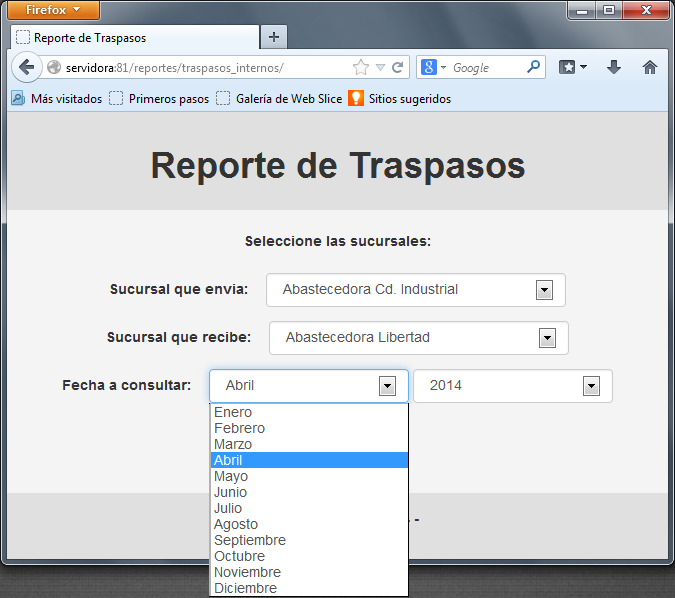 Firefox
Reporte de Traspasos
servidora:81/reportes/traspasos_internos/
Google
Más visitados Primeros pasos Galería de Web Slice Sitios sugeridos
Reporte de Traspasos
Seleccione las sucursales:
Sucursal que envía: Abastecedora Cd. Industrial
Sucursal que recibe: Abastecedora Libertad
Fecha a consultar: Abril 2014
Enero
Febrero
Marzo
Abril
Mayo
Junio
Julio
Agosto
Septiembre
Octubre
Noviembre
Diciembre